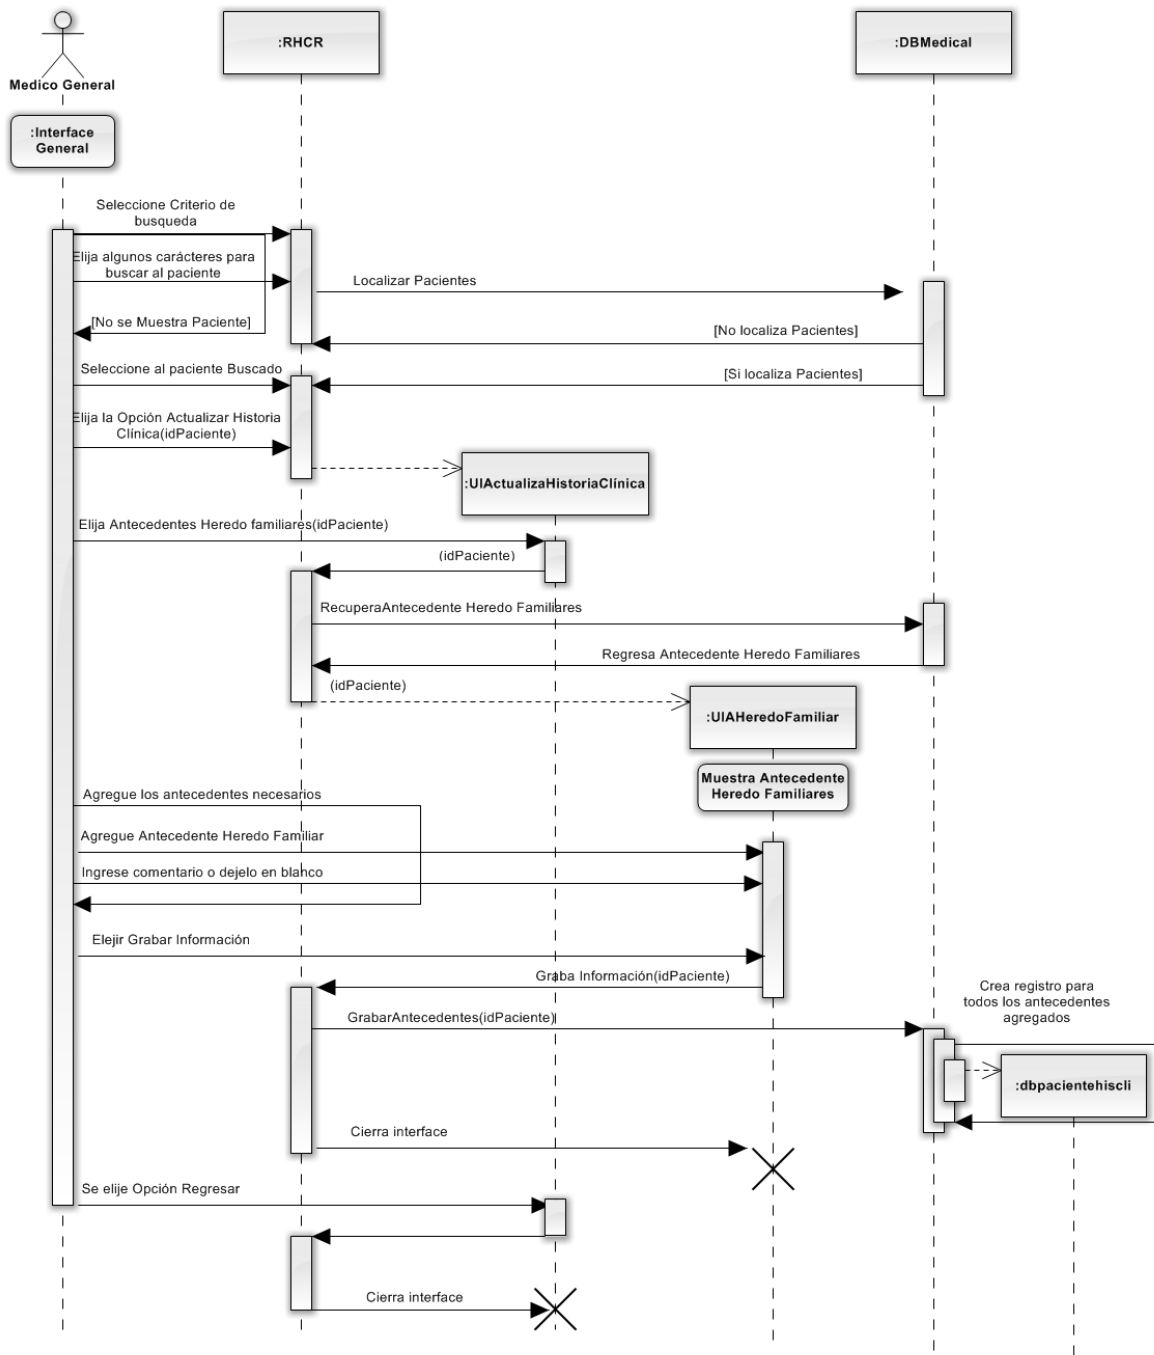 :RHCR
:DBMedical
Medico General
:Interface
General
Seleccione Criterio de
busqueda
Elija algunos carácteres para
buscar al paciente
Localizar Pacientes
[No se Muestra Paciente]
[No localiza Pacientes]
Seleccione al paciente Buscado
[Si localiza Pacientes]
Elija la Opción Actualizar Historia
Clínica(idPaciente)
:UIActualizaHistoriaClínica
Elija Antecedentes Heredo familiares(idPaciente)
(idPaciente)
RecuperaAntecedente Heredo Familiares
Regresa Antecedente Heredo Familiares
(idPaciente)
:UIAHeredoFamiliar
Muestra Antecedente
Heredo Familiares
Agregue los antecedentes necesarios
Agregue Antecedente Heredo Familiar
Ingrese comentario o dejelo en blanco
Elejir Grabar Información
Graba Información(idPaciente)
Crea registro para
todos los antecedentes
agregados
GrabarAntecedentes(idPaciente)
:dbpacientehiscli
Cierra interface
Se elije Opción Regresar
Cierra interface